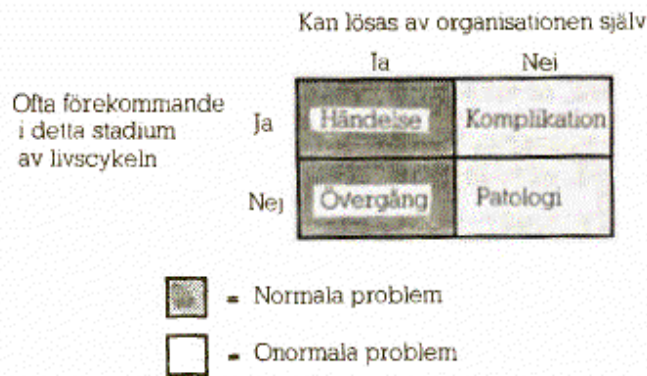 Kan lösas av organisationen själv
Ja Nej
Ofta förekommande
i detta stadium
av livscykeln
Ja Händelse Komplikation
Nej Övergång Patologi
= Normala problem
= Onormala problem